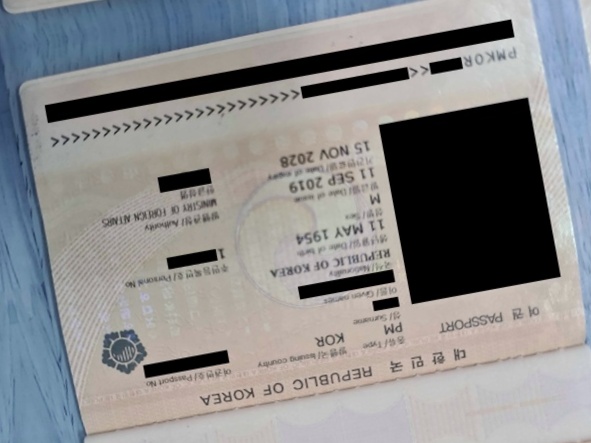 대한민국 REPUBLIC OF KOREA
여권 PASSPORT
종류/Type 발행국/Issuing country 여권번호/Passport No
PM KOR
성/Surname
이름/Given names
국적/Nationality
REPUBLIC OF KOREA
주민등록번호/Personal No
생년월일/Date of birth
11 MAY 1954
1
성별/Sex
M
발행관청/Authority
MINISTRY OF FOREIGN AFFAIRS
발급일/Date of issue
11 SEP 2019
한글성명
기간만료일/Date of expiry
15 NOV 2028
PMKOR <<
<<<<<<<<<<<<<<<<<<<<